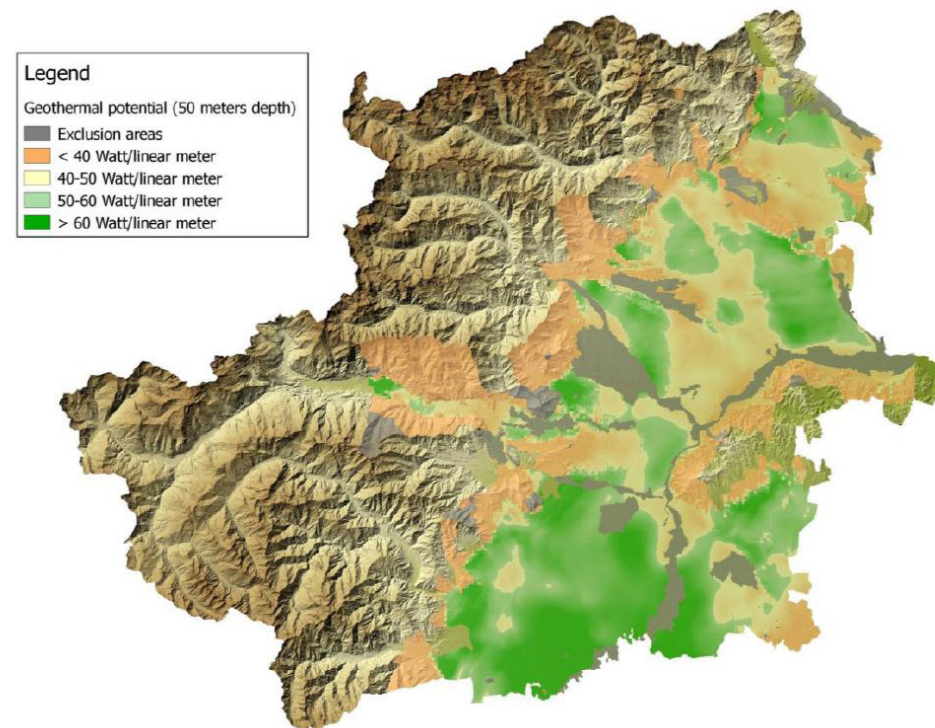 Legend
Geothermal potential (50 meters depth)
Exclusion areas
< 40 Watt/linear meter
40-50 Watt/linear meter
50-60 Watt/linear meter
> 60 Watt/linear meter